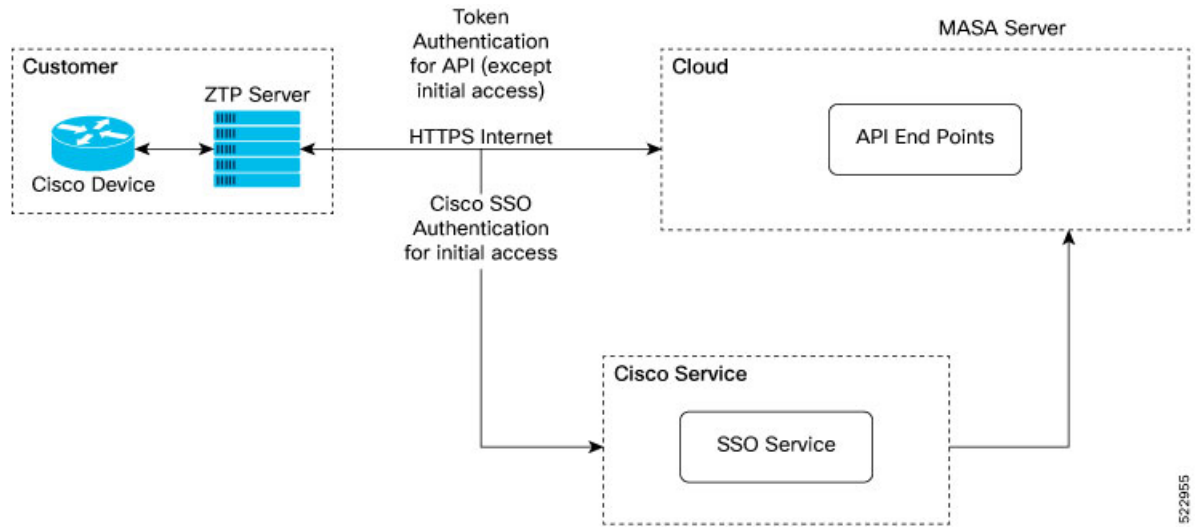 Token
Authentication
for API (except
initial access)
MASA Server
Customer
ZTP Server
Cisco Device
HTTPS Internet
Cloud
API End Points
Cisco SSO
Authentication
for initial access
Cisco Service
SSO Service
522955